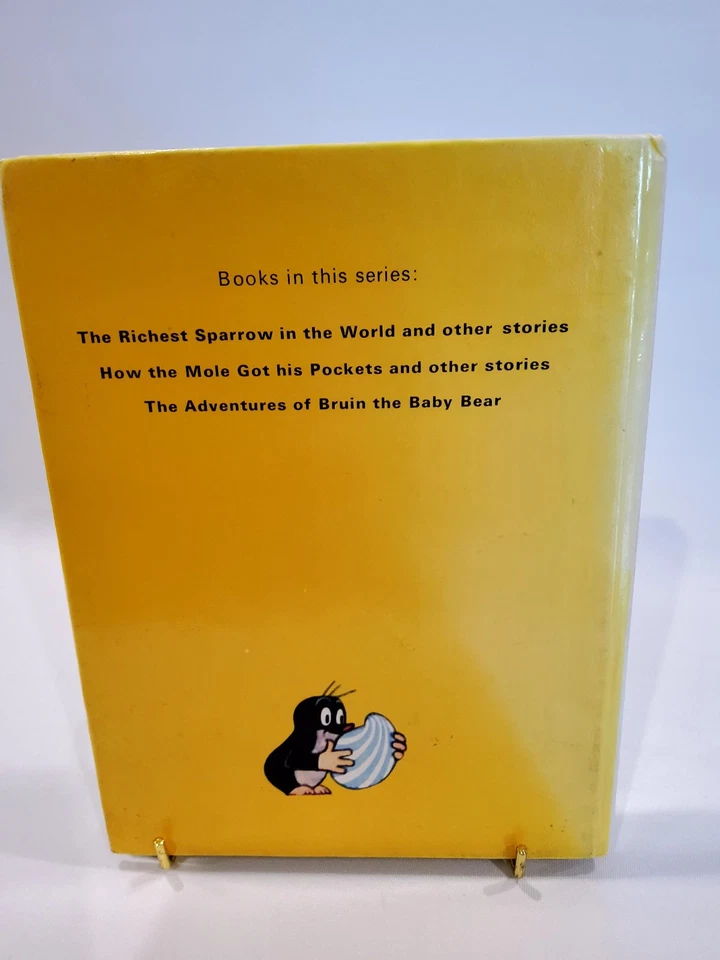 Books in this series:
The Richest Sparrow in the World and other stories
How the Mole Got his Pockets and other stories
The Adventures of Bruin the Baby Bear